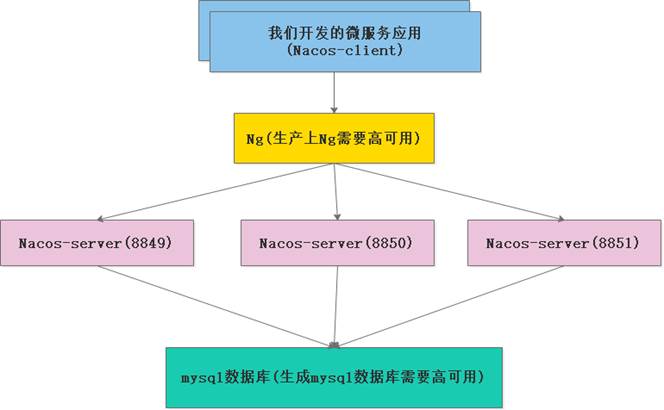 我们开发的微服务应用
(Nacos-client)
Ng(生产上Ng需要高可用)
Nacos-server(8849)
Nacos-server(8850)
Nacos-server(8851)
mysql数据库(生成mysql数据库需要高可用)